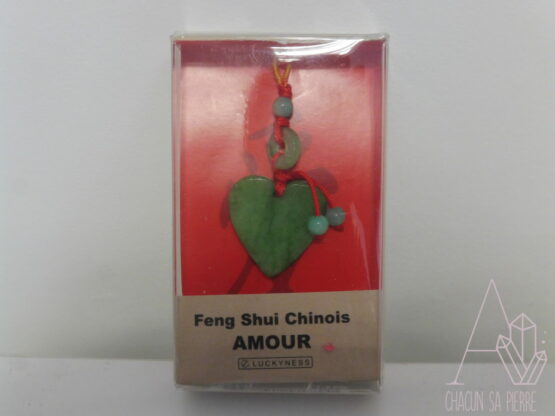 Feng Shui Chinois
AMOUR
LUCKYNESS
A
CHACUN SA PIERRE